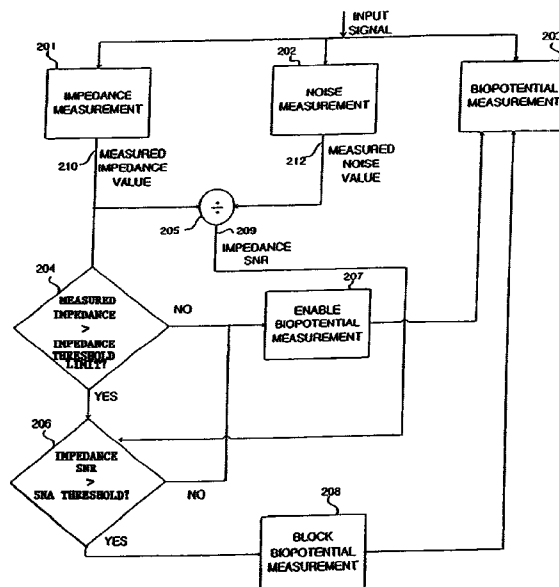 INPUT
SIGNAL
201
IMPEDANCE
MEASUREMENT
202
NOISE
MEASUREMENT
203
BIOPOTENTIAL
MEASUREMENT
210
MEASURED
IMPEDANCE
VALUE
212
MEASURED
NOISE
VALUE
÷
205
209
IMPEDANCE
SNR
204
MEASURED
IMPEDANCE
>
IMPEDANCE
THRESHOLD
LIMIT?
NO
YES
207
ENABLE
BIOPOTENTIAL
MEASUREMENT
206
IMPEDANCE
SNR
>
SNA THRESHOLD?
NO
YES
208
BLOCK
BIOPOTENTIAL
MEASUREMENT